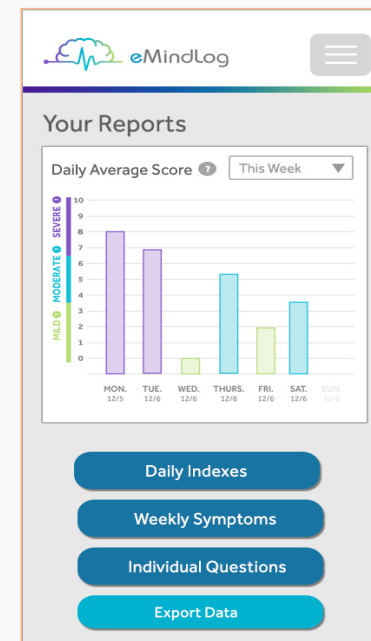 eMindLog
Your Reports
Daily Average Score ?
This Week
SEVERE
MODERATE
MILD
10
9
8
7
6
5
4
3
2
1
0
MON. TUE. WED. THURS. FRI. SAT. SUN.
12/5 12/6 12/6 12/6 12/6 12/6 12/6
Daily Indexes
Weekly Symptoms
Individual Questions
Export Data